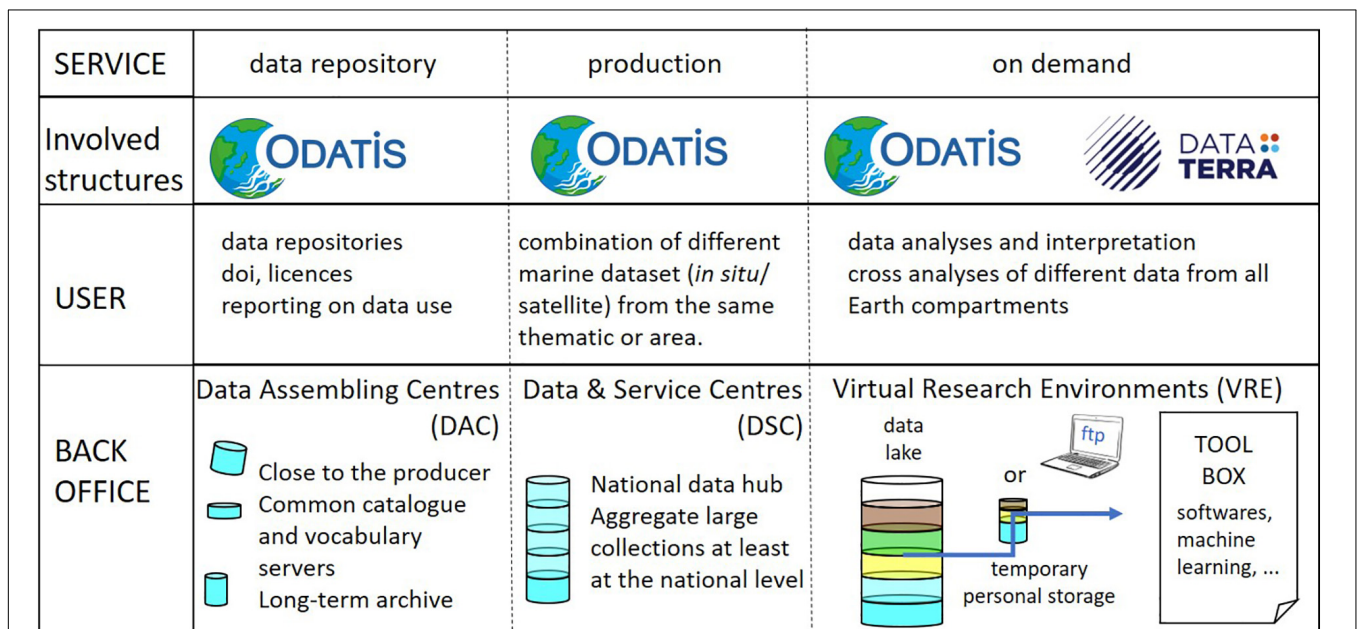 SERVICE
data repository
production
on demand
Involved
structures
ODATiS
ODATiS
ODATiS
DATA
TERRA
USER
data repositories
doi, licences
reporting on data use
combination of different
marine dataset (in situ/
satellite) from the same
thematic or area.
data analyses and interpretation
cross analyses of different data from all
Earth compartments
BACK
OFFICE
Data Assembling Centres
(DAC)
Close to the producer
Common catalogue
and vocabulary
servers
Long-term archive
Data & Service Centres
(DSC)
National data hub
Aggregate large
collections at least
at the national level
Virtual Research Environments (VRE)
data
lake
or
ftp
temporary
personal storage
TOOL
BOX
softwares,
machine
learning, ...